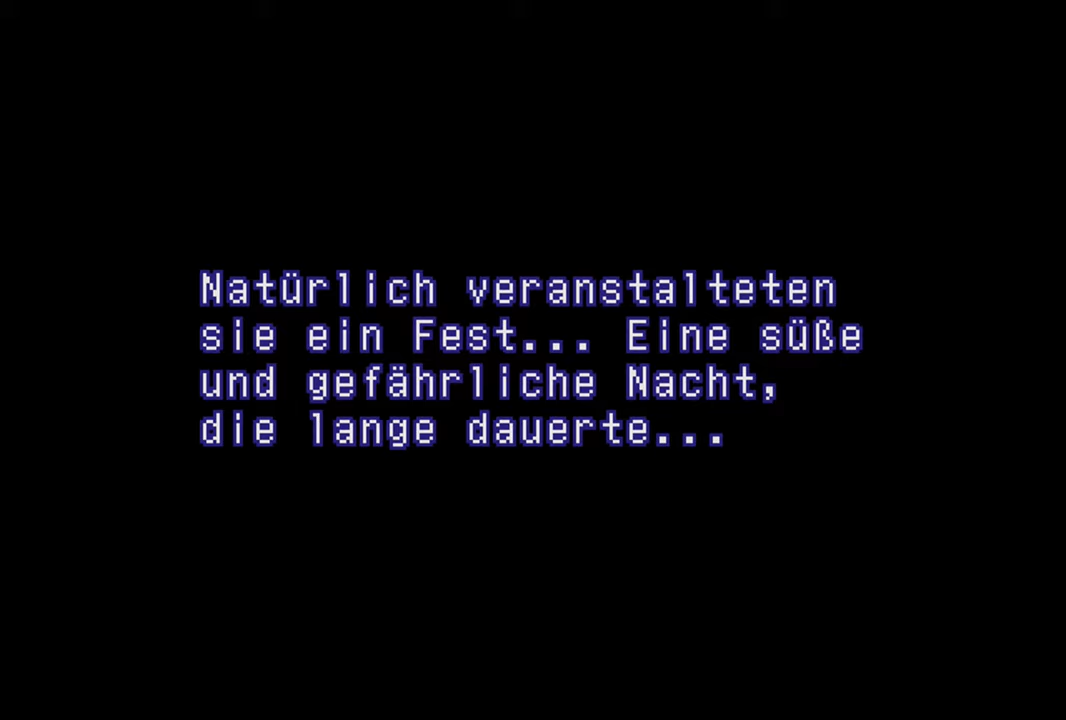 Natürlich veranstalteten
sie ein Fest... Eine süße
und gefährliche Nacht,
die lange dauerte...